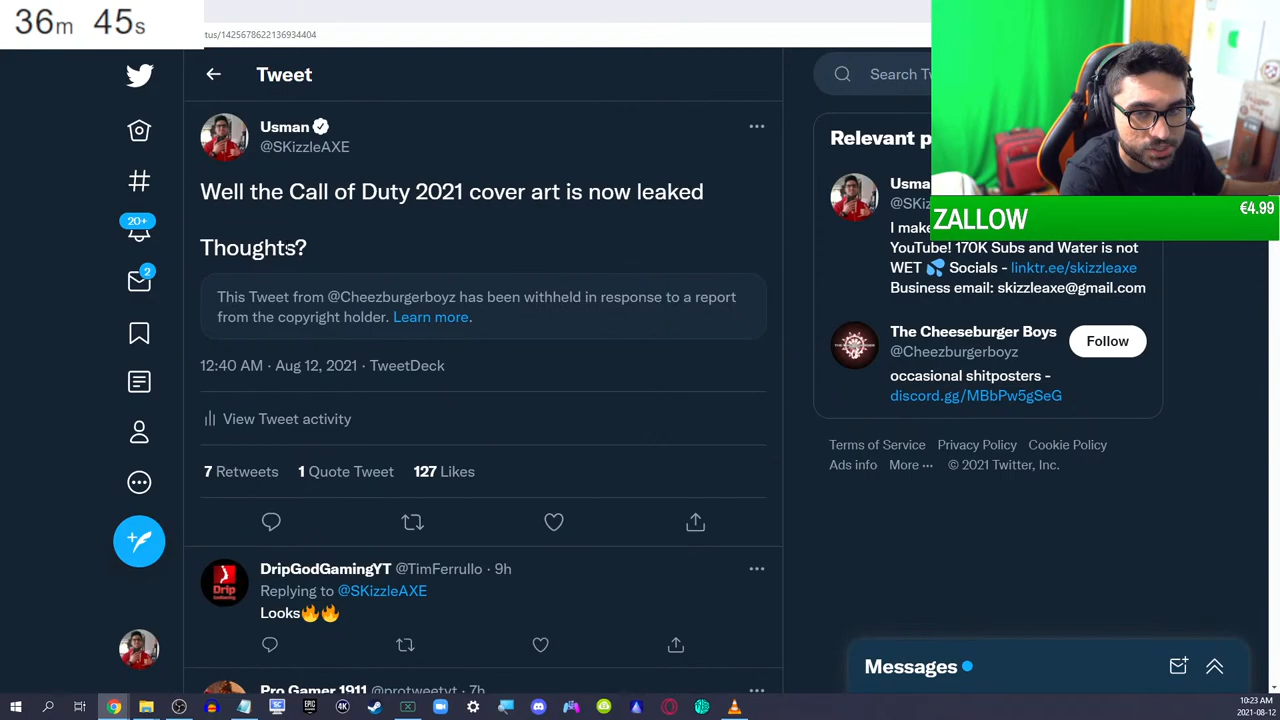 36m 45s
tus/1425678622136934404
Tweet
Search Tw
Usman
@SKizzleAXE
Well the Call of Duty 2021 cover art is now leaked
Thoughts?
This Tweet from @Cheezburgerboyz has been withheld in response to a report
from the copyright holder. Learn more.
12:40 AM · Aug 12, 2021 · TweetDeck
View Tweet activity
7 Retweets 1 Quote Tweet 127 Likes
DripGodGamingYT @TimFerrullo · 9h
Replying to @SKizzleAXE
Looks🔥🔥
Pro Gamer 1911 @protweetyt · 7h
20+
2
Drip
Relevant p
Usma
@SKiz
I make
YouTube! 170K Subs and Water is not
WET 💦 Socials - linktr.ee/skizzleaxe
Business email: skizzleaxe@gmail.com
The Cheeseburger Boys
@Cheezburgerboyz
Follow
occasional shitposters -
discord.gg/MBbPw5gSeG
Terms of Service Privacy Policy Cookie Policy
Ads info More ··· © 2021 Twitter, Inc.
ZALLOW €4.99
Messages
10:23 AM
2021-08-12